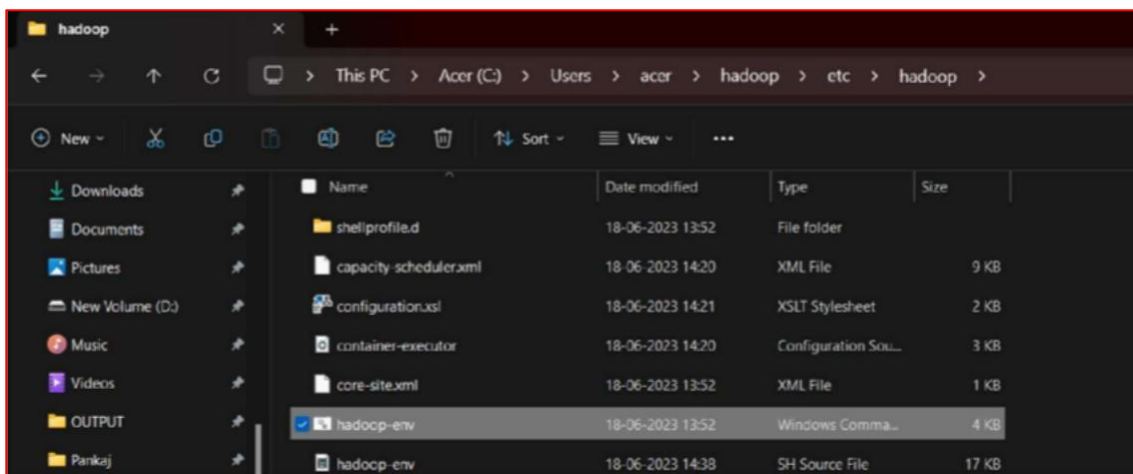 hadoop
This PC > Acer (C:) > Users > acer > hadoop > etc > hadoop >
New Sort View ...
Name Date modified Type Size
Downloads
shellprofile.d 18-06-2023 13:52 File folder
Documents
capacity-scheduler.xml 18-06-2023 14:20 XML File 9 KB
Pictures
configuration.xsl 18-06-2023 14:21 XSLT Stylesheet 2 KB
New Volume (D:)
container-executor 18-06-2023 14:20 Configuration Sou... 3 KB
Music
core-site.xml 18-06-2023 13:52 XML File 1 KB
Videos
hadoop-env 18-06-2023 13:52 Windows Comma... 4 KB
OUTPUT
hadoop-env 18-06-2023 14:38 SH Source File 17 KB
Pankaj